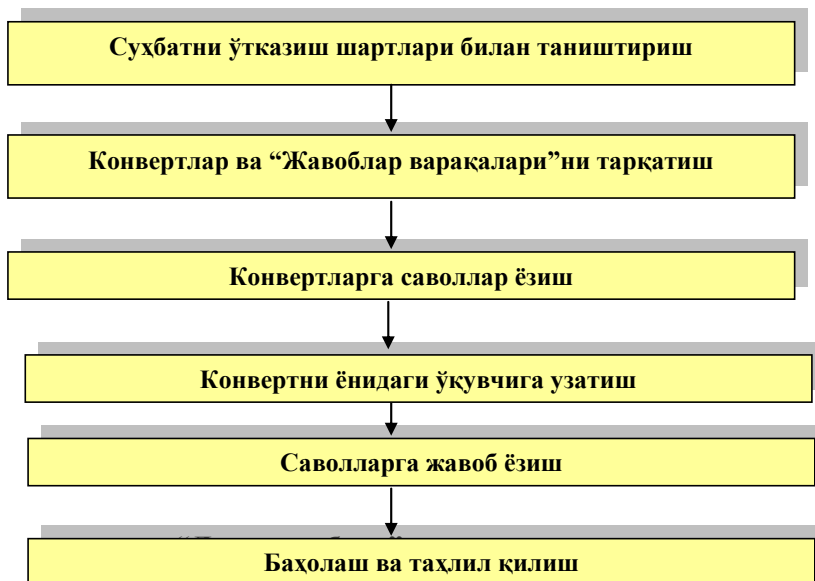 Суҳбатни ўтказиш шартлари билан таништириш
Конвертлар ва “Жавоблар варақалари”ни тарқатиш
Конвертларга саволлар ёзиш
Конвертни ёнидаги ўқувчига узатиш
Саволларга жавоб ёзиш
Баҳолаш ва таҳлил қилиш